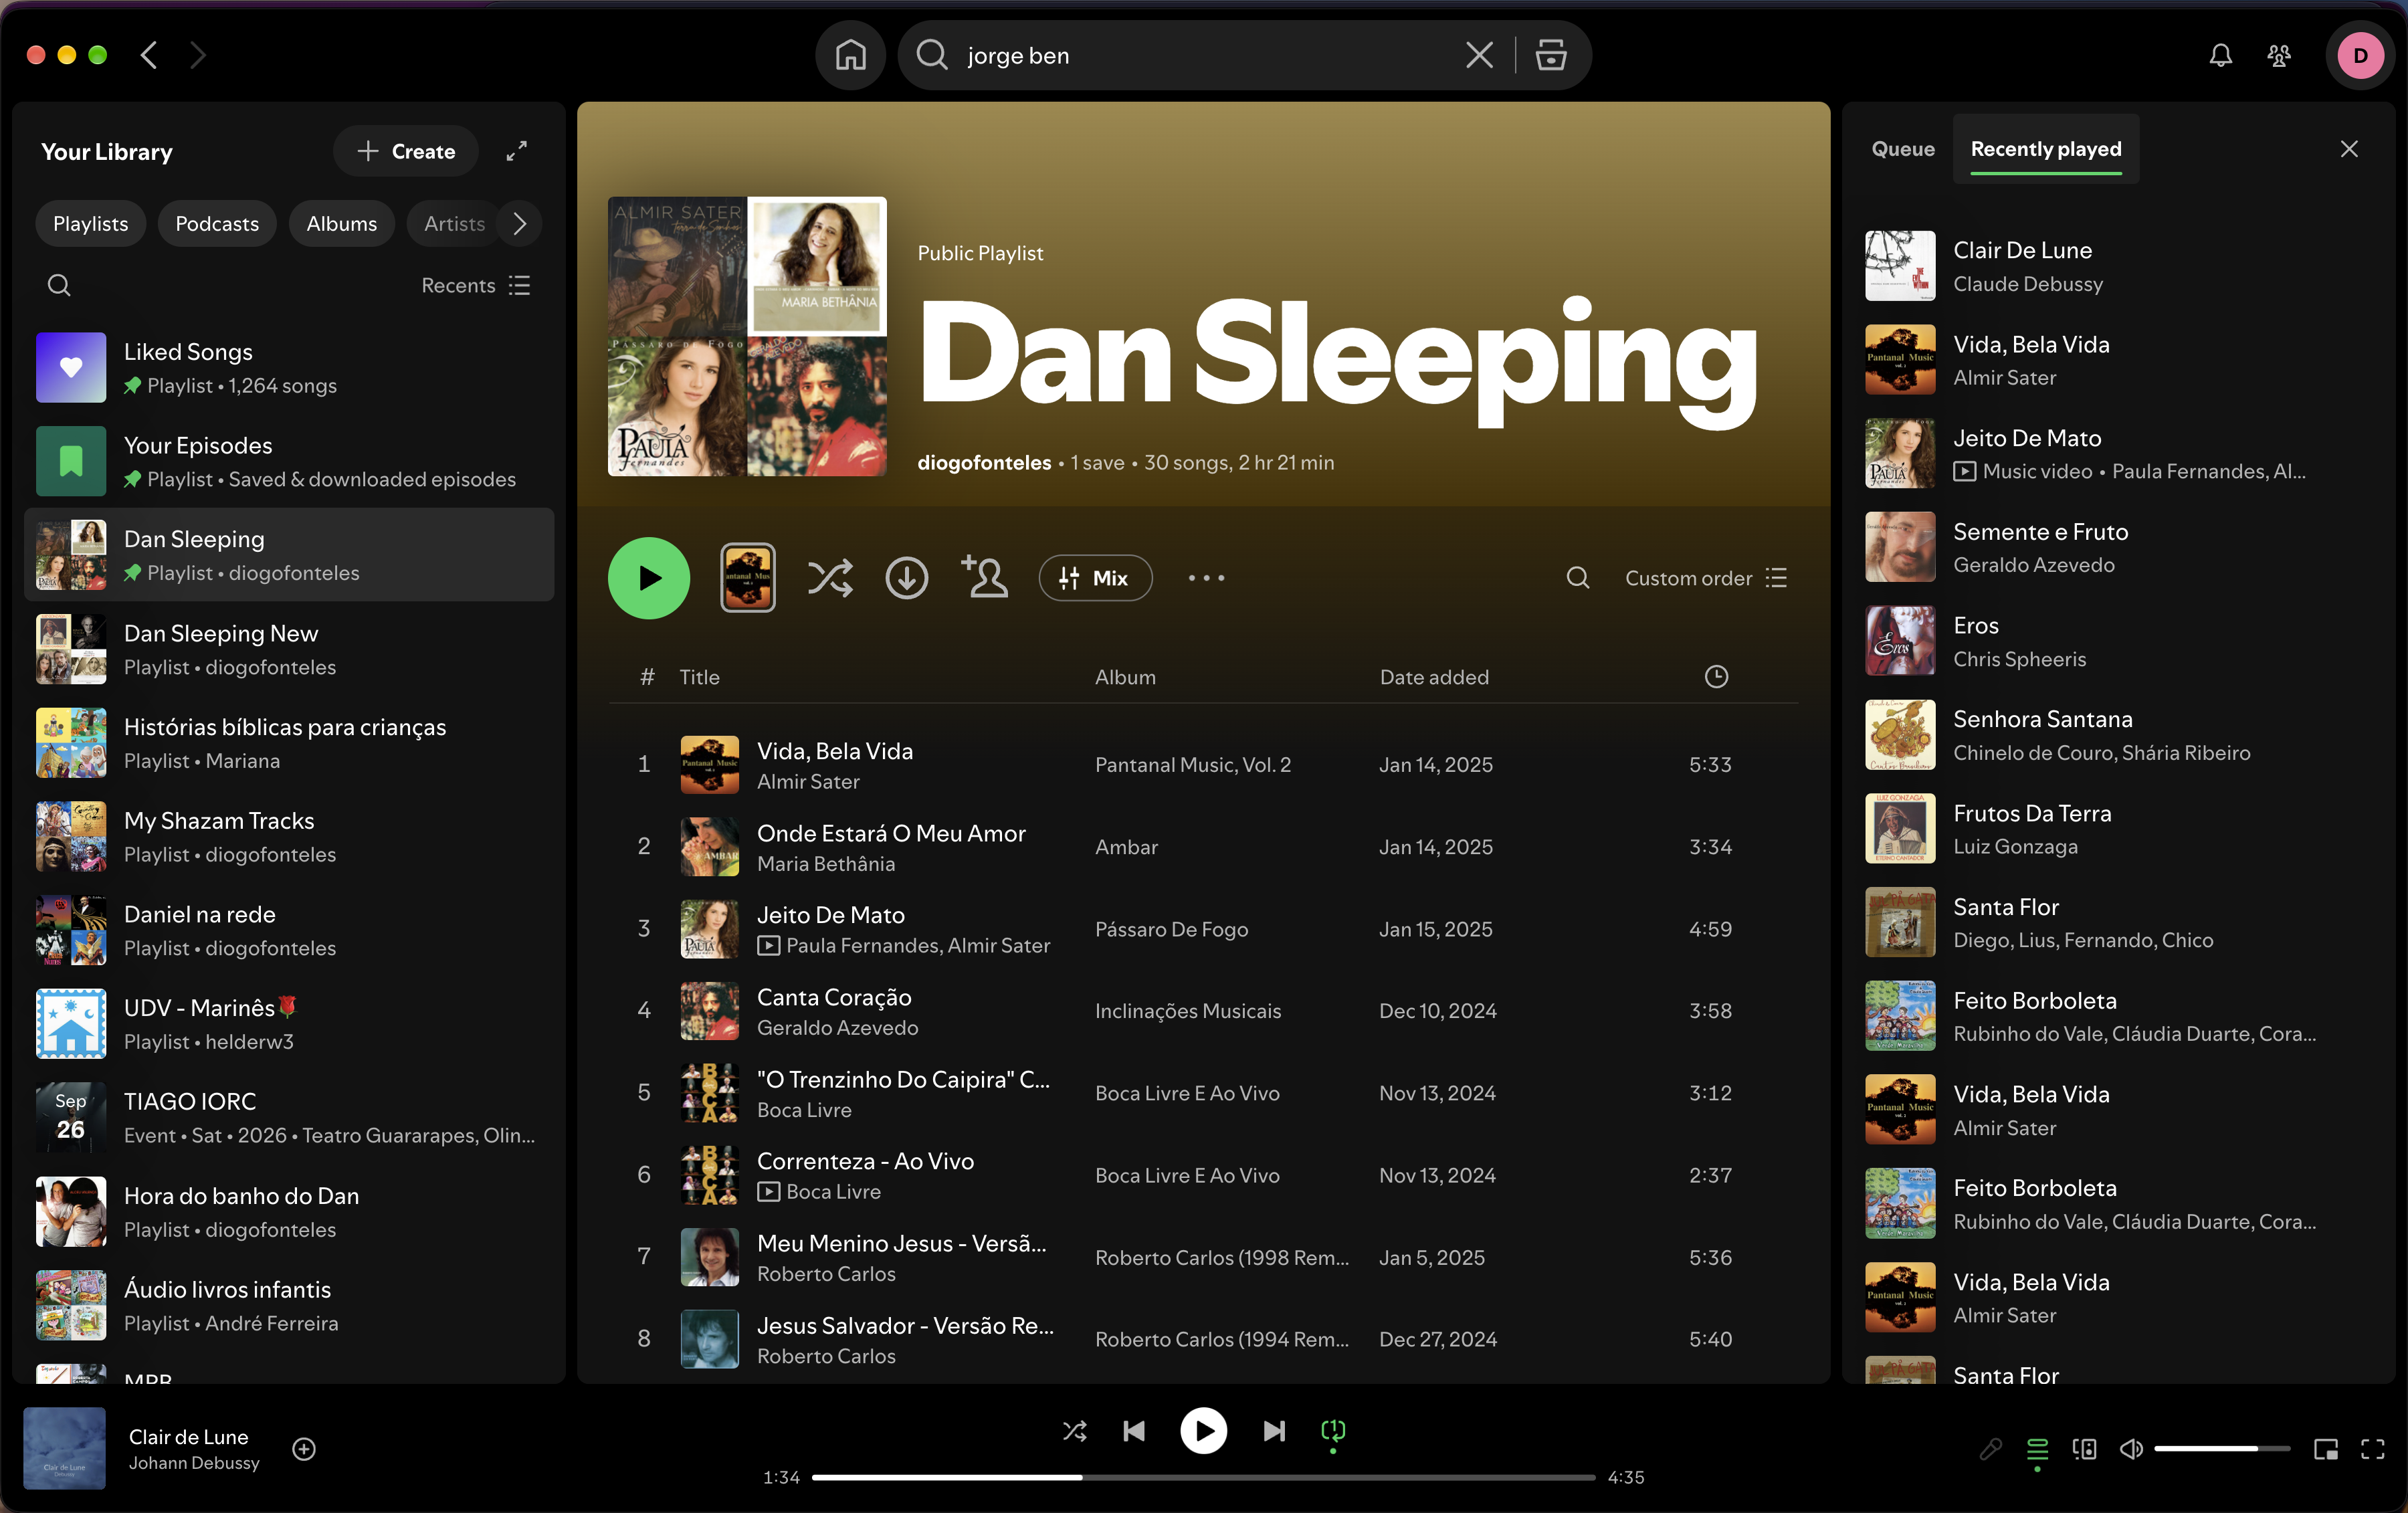 jorge ben
D
Your Library
Create
Playlists
Podcasts
Albums
Artists
Recents
Liked Songs
Playlist • 1,264 songs
Your Episodes
Playlist • Saved & downloaded episodes
Dan Sleeping
Playlist • diogofonteles
Dan Sleeping New
Playlist • diogofonteles
Histórias bíblicas para crianças
Playlist • Mariana
My Shazam Tracks
Playlist • diogofonteles
Daniel na rede
Playlist • diogofonteles
UDV - Marinês🌹
Playlist • helderw3
Sep
26
TIAGO IORC
Event • Sat • 2026 • Teatro Guararapes, Olin...
Hora do banho do Dan
Playlist • diogofonteles
Áudio livros infantis
Playlist • André Ferreira
MPB
ALMIR SATER
Terra de Sonhos
MARIA BETHÂNIA
PÁSSARO DE FOGO
PAULA
fernandes
Public Playlist
Dan Sleeping
diogofonteles • 1 save • 30 songs, 2 hr 21 min
Mix
Custom order
# Title Album Date added
1 Vida, Bela Vida Pantanal Music, Vol. 2 Jan 14, 2025 5:33
Almir Sater
2 Onde Estará O Meu Amor Ambar Jan 14, 2025 3:34
Maria Bethânia
3 Jeito De Mato Pássaro De Fogo Jan 15, 2025 4:59
Paula Fernandes, Almir Sater
4 Canta Coração Inclinações Musicais Dec 10, 2024 3:58
Geraldo Azevedo
5 "O Trenzinho Do Caipira" C... Boca Livre E Ao Vivo Nov 13, 2024 3:12
Boca Livre
6 Correnteza - Ao Vivo Boca Livre E Ao Vivo Nov 13, 2024 2:37
Boca Livre
7 Meu Menino Jesus - Versã... Roberto Carlos (1998 Rem... Jan 5, 2025 5:36
Roberto Carlos
8 Jesus Salvador - Versão Re... Roberto Carlos (1994 Rem... Dec 27, 2024 5:40
Roberto Carlos
Queue
Recently played
Clair De Lune
Claude Debussy
Vida, Bela Vida
Almir Sater
Jeito De Mato
Music video • Paula Fernandes, Al...
Semente e Fruto
Geraldo Azevedo
Eros
Chris Spheeris
Senhora Santana
Chinelo de Couro, Shária Ribeiro
Frutos Da Terra
Luiz Gonzaga
Santa Flor
Diego, Lius, Fernando, Chico
Feito Borboleta
Rubinho do Vale, Cláudia Duarte, Cora...
Vida, Bela Vida
Almir Sater
Feito Borboleta
Rubinho do Vale, Cláudia Duarte, Cora...
Vida, Bela Vida
Almir Sater
Santa Flor
Clair de Lune
Johann Debussy
1
1:34
4:35